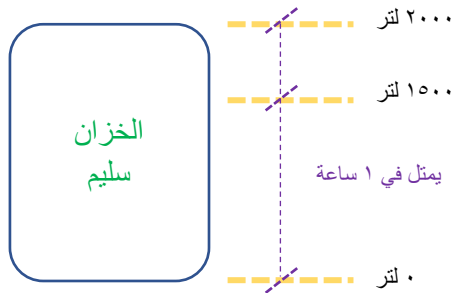 ٢٠٠٠ لتر
١٥٠٠ لتر
الخزان
سليم
يمتل في ١ ساعة
٠ لتر